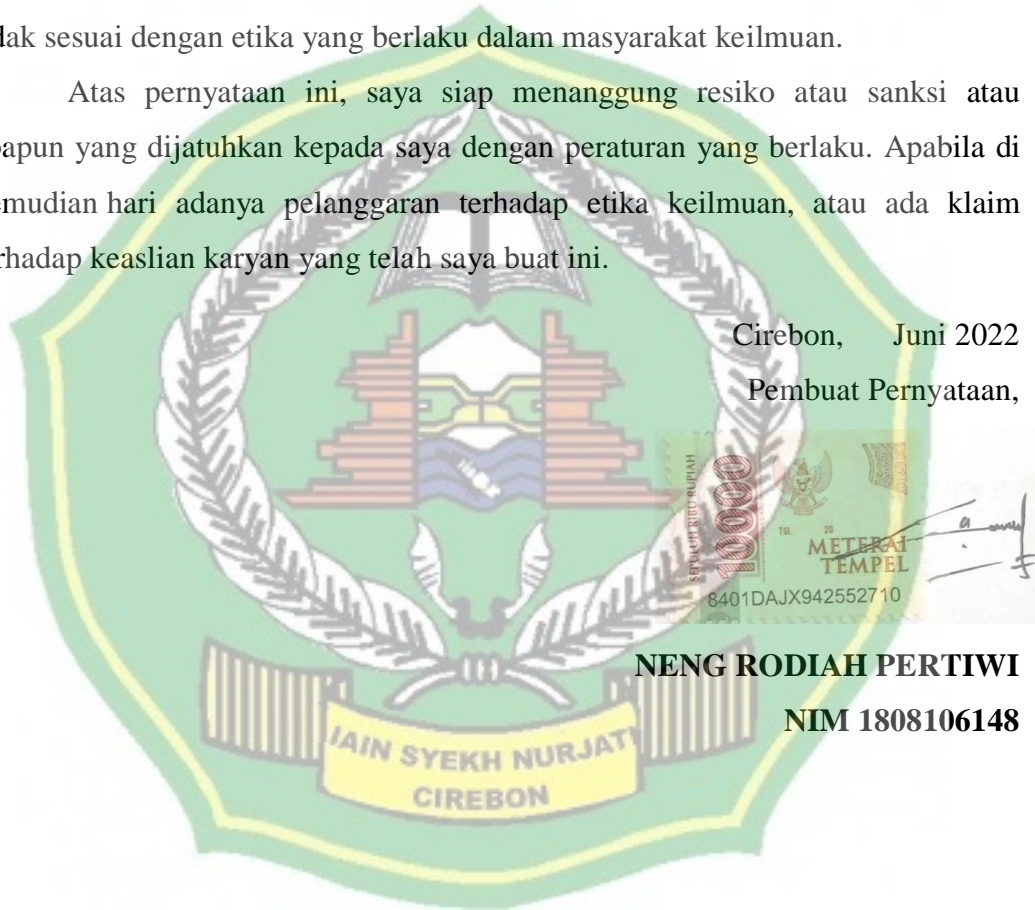 dak sesuai dengan etika yang berlaku dalam masyarakat keilmuan.
Atas pernyataan ini, saya siap menanggung resiko atau sanksi atau
papun yang dijatuhkan kepada saya dengan peraturan yang berlaku. Apabila di
emudian hari adanya pelanggaran terhadap etika keilmuan, atau ada klaim
rhadap keaslian karyan yang telah saya buat ini.
Cirebon, Juni 2022
Pembuat Pernyataan,
SEPULUH RIBU RUPIAH
10000
TGL. 20
METERAI
TEMPEL
8401DAJX942552710
NENG RODIAH PERTIWI
NIM 1808106148
IAIN SYEKH NURJATI
CIREBON